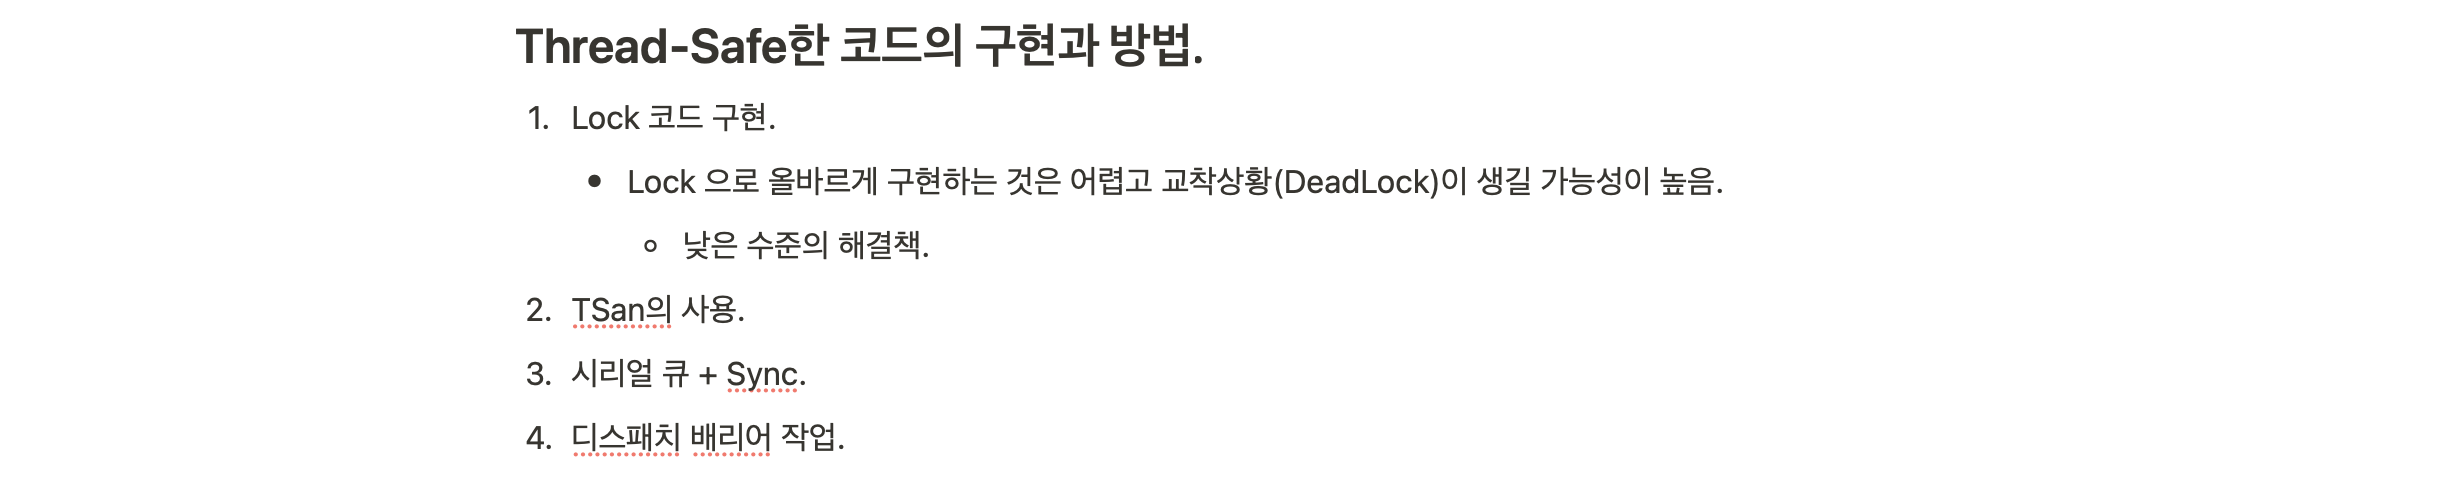 Thread-Safe한 코드의 구현과 방법.
1. Lock 코드 구현.
• Lock 으로 올바르게 구현하는 것은 어렵고 교착상황(DeadLock)이 생길 가능성이 높음.
◦ 낮은 수준의 해결책.
2. TSan의 사용.
3. 시리얼 큐 + Sync.
4. 디스패치 배리어 작업.